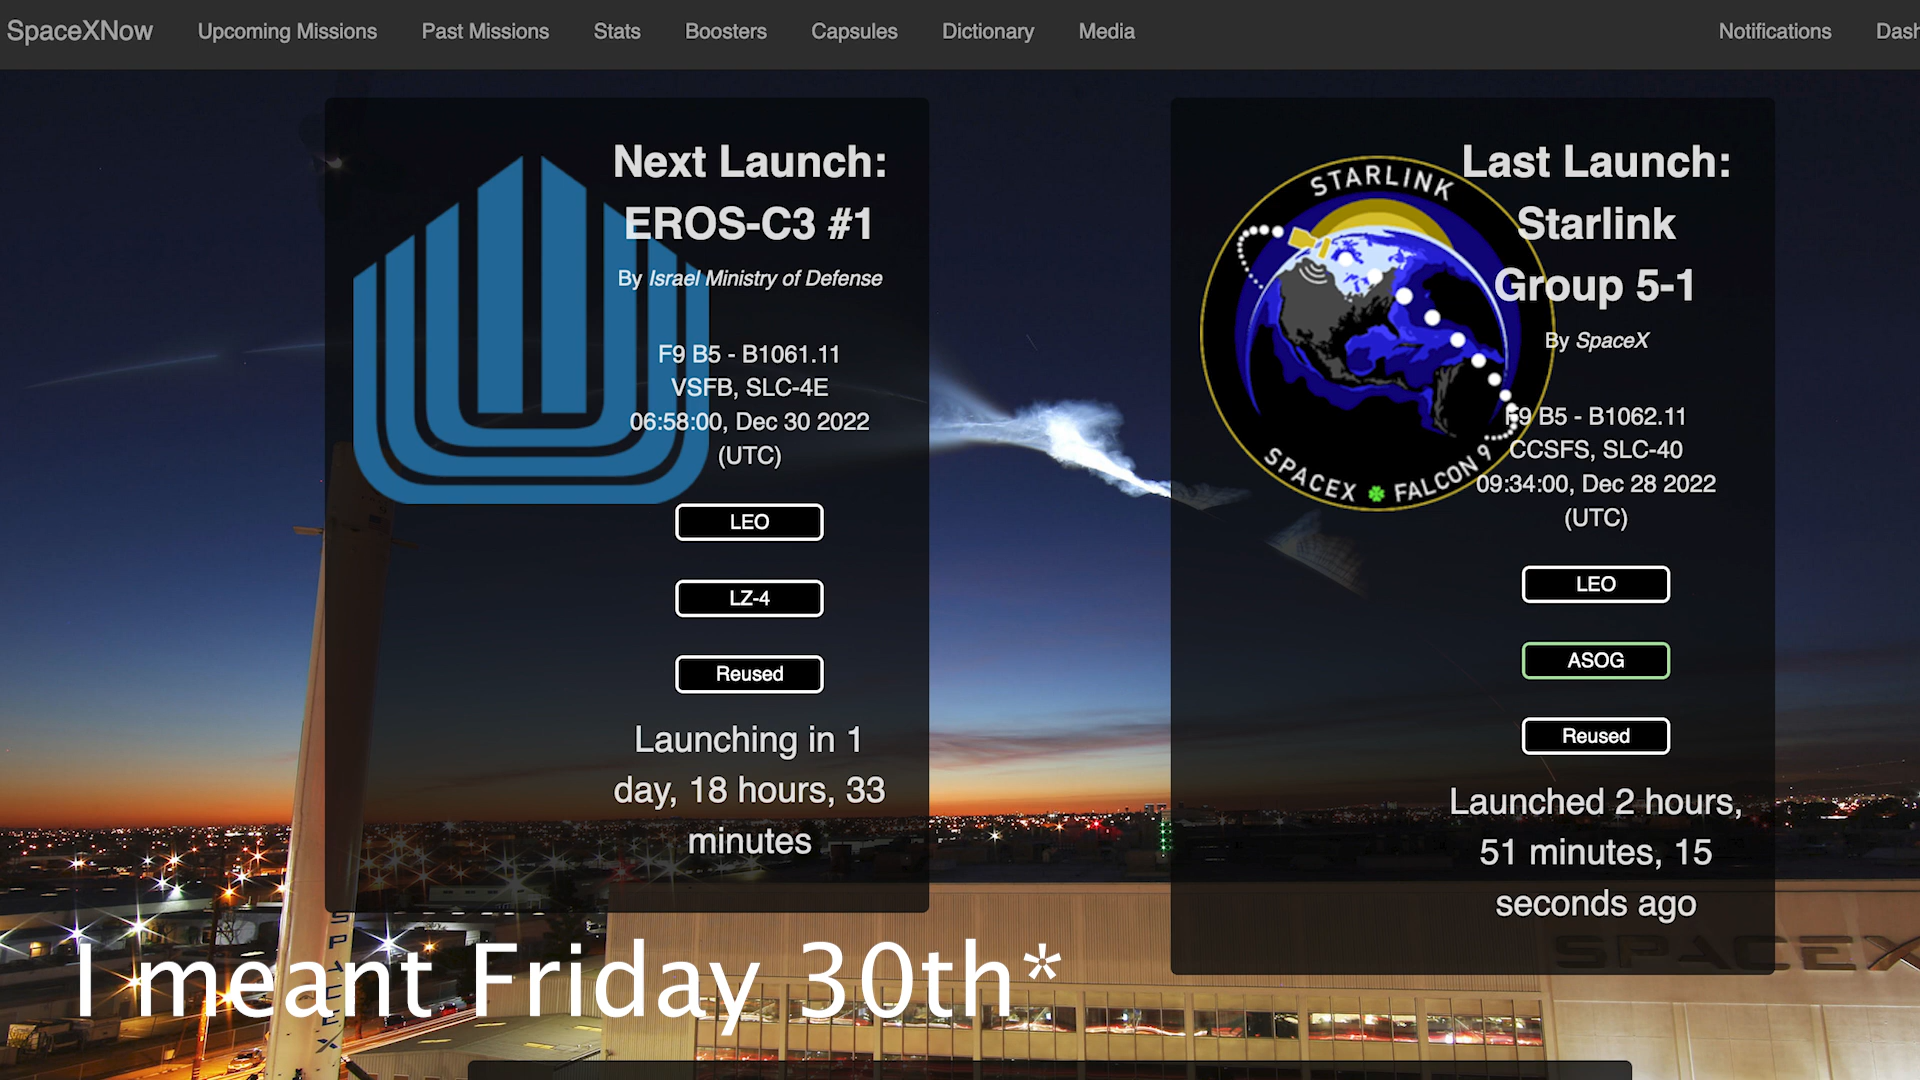 SpaceXNow
Upcoming Missions
Past Missions
Stats
Boosters
Capsules
Dictionary
Media
Notifications
Next Launch:
EROS-C3 #1
By Israel Ministry of Defense
F9 B5 - B1061.11
VSFB, SLC-4E
06:58:00, Dec 30 2022
(UTC)
LEO
LZ-4
Reused
Launching in 1
day, 18 hours, 33
minutes
STARLINK
SPACEX FALCON 9
Last Launch:
Starlink
Group 5-1
By SpaceX
F9 B5 - B1062.11
CCSFS, SLC-40
09:34:00, Dec 28 2022
(UTC)
LEO
ASOG
Reused
Launched 2 hours,
51 minutes, 15
seconds ago
SPACEX
SPACEX
I meant Friday 30th*